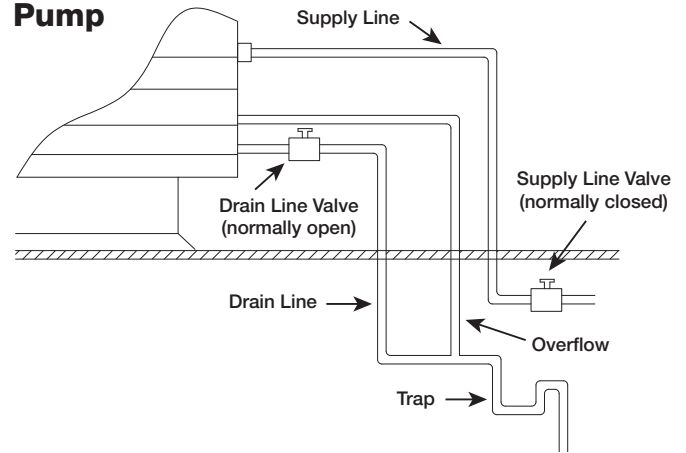 Pump
Supply Line
Drain Line Valve
(normally open)
Supply Line Valve
(normally closed)
Drain Line
Overflow
Trap